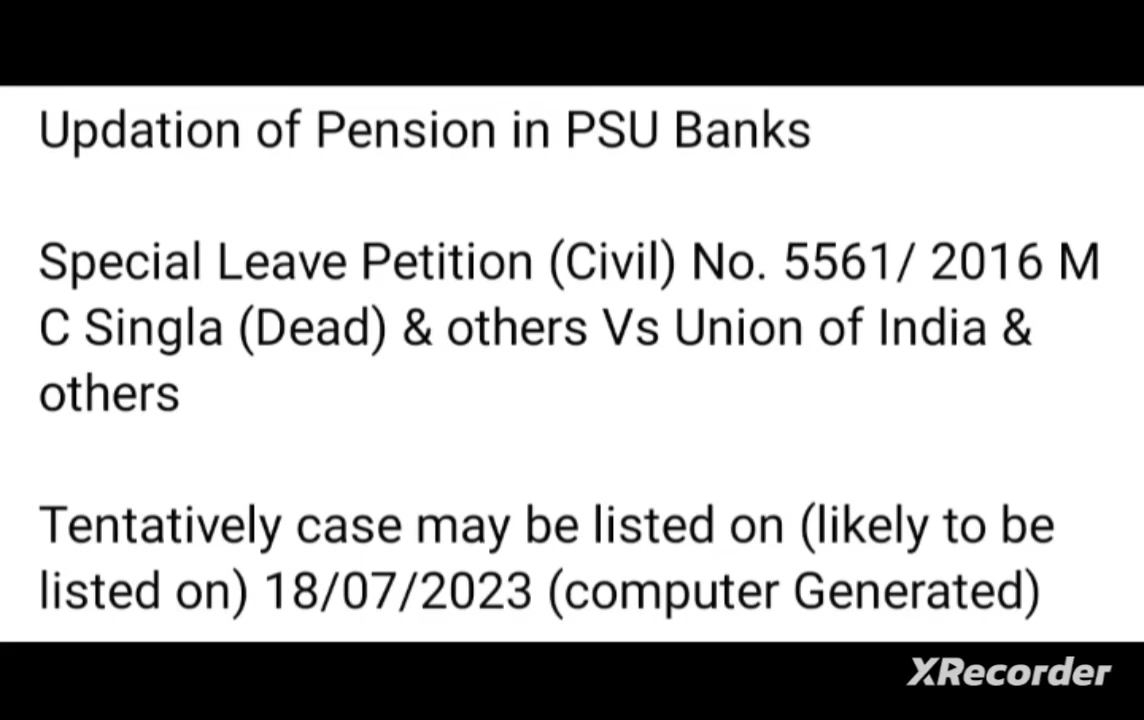 Updation of Pension in PSU Banks
Special Leave Petition (Civil) No. 5561/ 2016 M
C Singla (Dead) & others Vs Union of India &
others
Tentatively case may be listed on (likely to be
listed on) 18/07/2023 (computer Generated)
XRecorder